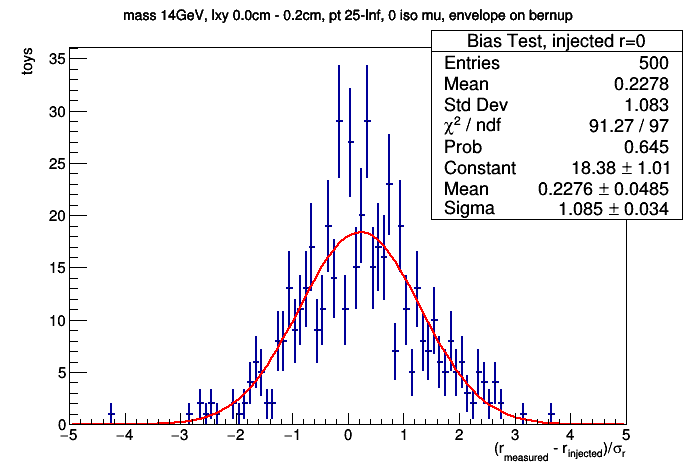 mass 14GeV, lxy 0.0cm - 0.2cm, pt 25-Inf, 0 iso mu, envelope on bernup
Bias Test, injected r=0
Entries 500
Mean 0.2278
Std Dev 1.083
χ² / ndf 91.27 / 97
Prob 0.645
Constant 18.38 ± 1.01
Mean 0.2276 ± 0.0485
Sigma 1.085 ± 0.034
toys
35
30
25
20
15
10
5
0
−5 −4 −3 −2 −1 0 1 2 3 4 5
(r_measured - r_injected)/σ_r